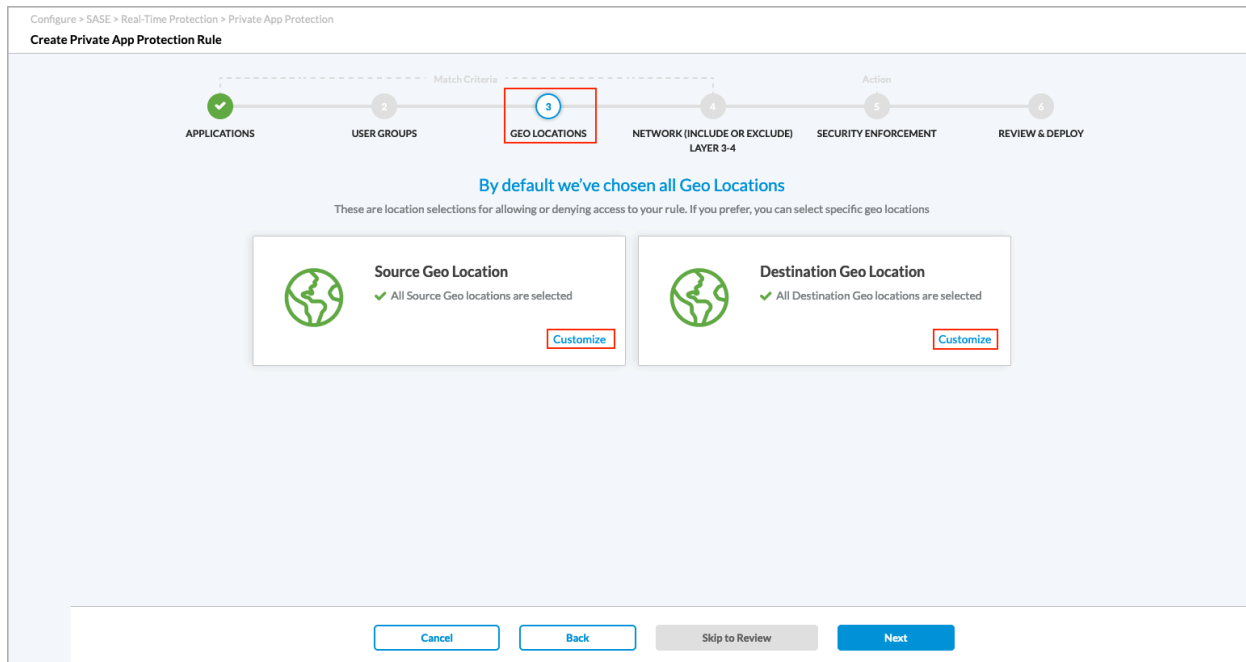 Configure > SASE > Real-Time Protection > Private App Protection
Create Private App Protection Rule
Match Criteria
Action
2
3
4
5
6
APPLICATIONS
USER GROUPS
GEO LOCATIONS
NETWORK (INCLUDE OR EXCLUDE)
LAYER 3-4
SECURITY ENFORCEMENT
REVIEW & DEPLOY
By default we've chosen all Geo Locations
These are location selections for allowing or denying access to your rule. If you prefer, you can select specific geo locations
Source Geo Location
All Source Geo locations are selected
Customize
Destination Geo Location
All Destination Geo locations are selected
Customize
Cancel
Back
Skip to Review
Next